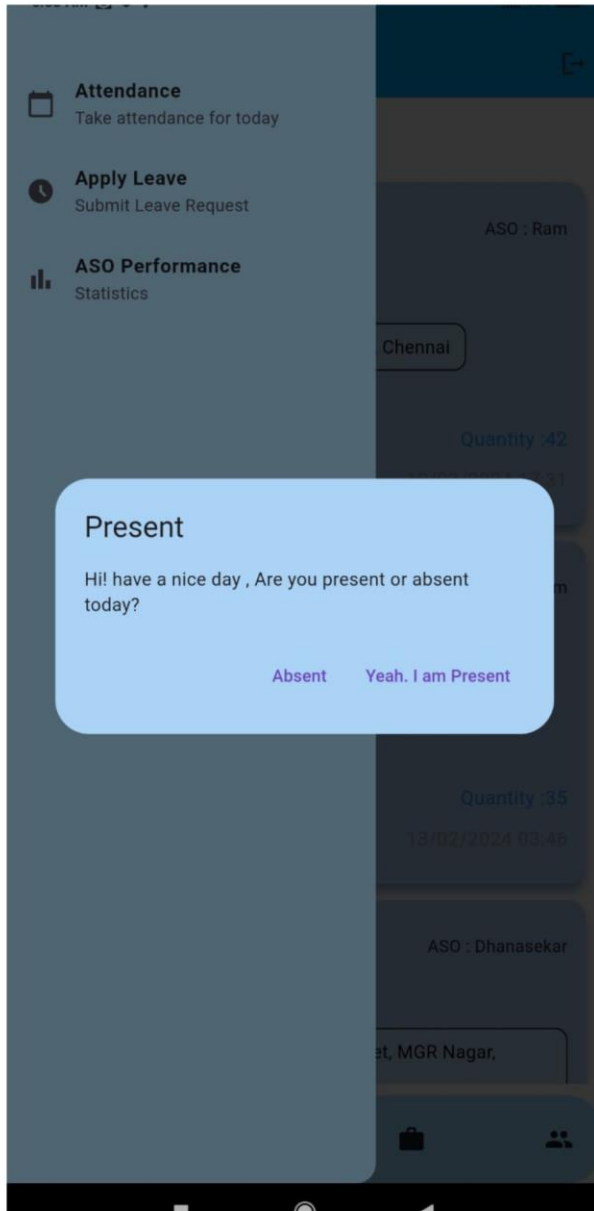 Attendance
Take attendance for today
Apply Leave
Submit Leave Request
ASO : Ram
ASO Performance
Statistics
Chennai
Quantity :42
Present
Hi! have a nice day , Are you present or absent
today?
Absent Yeah. I am Present
Quantity :35
13/02/2024 03:46
ASO : Dhanasekar
et, MGR Nagar,